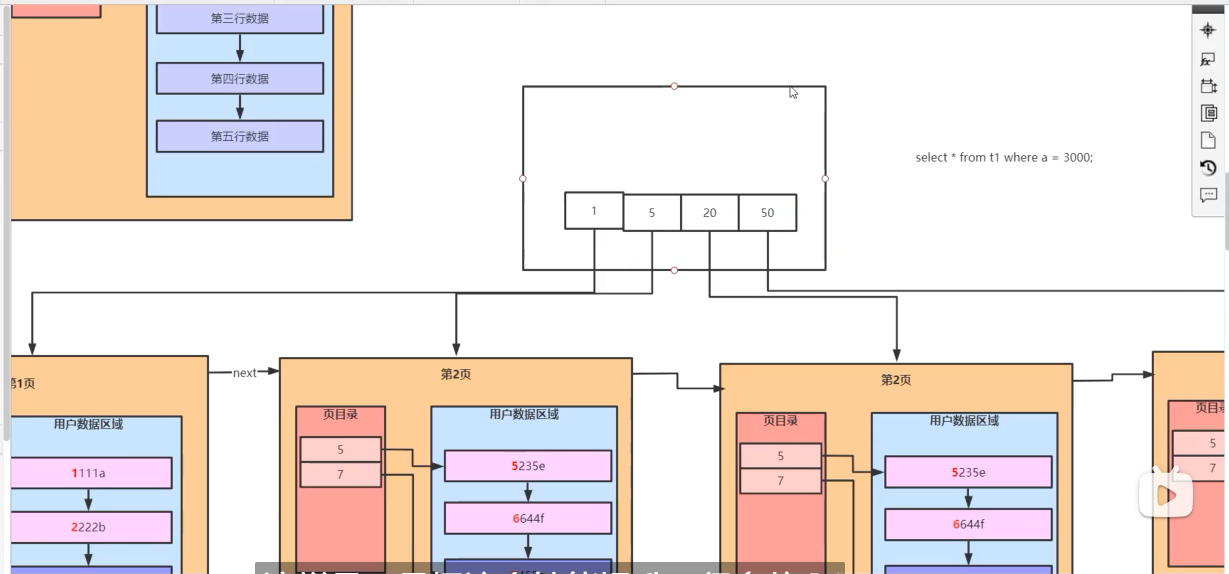 第三行数据
第四行数据
第五行数据
select * from t1 where a = 3000;
1
5
20
50
第1页
next
第2页
第2页
用户数据区域
页目录
用户数据区域
页目录
用户数据区域
页目
1111a
2222b
5
7
5235e
6644f
5
7
5235e
6644f
5
7